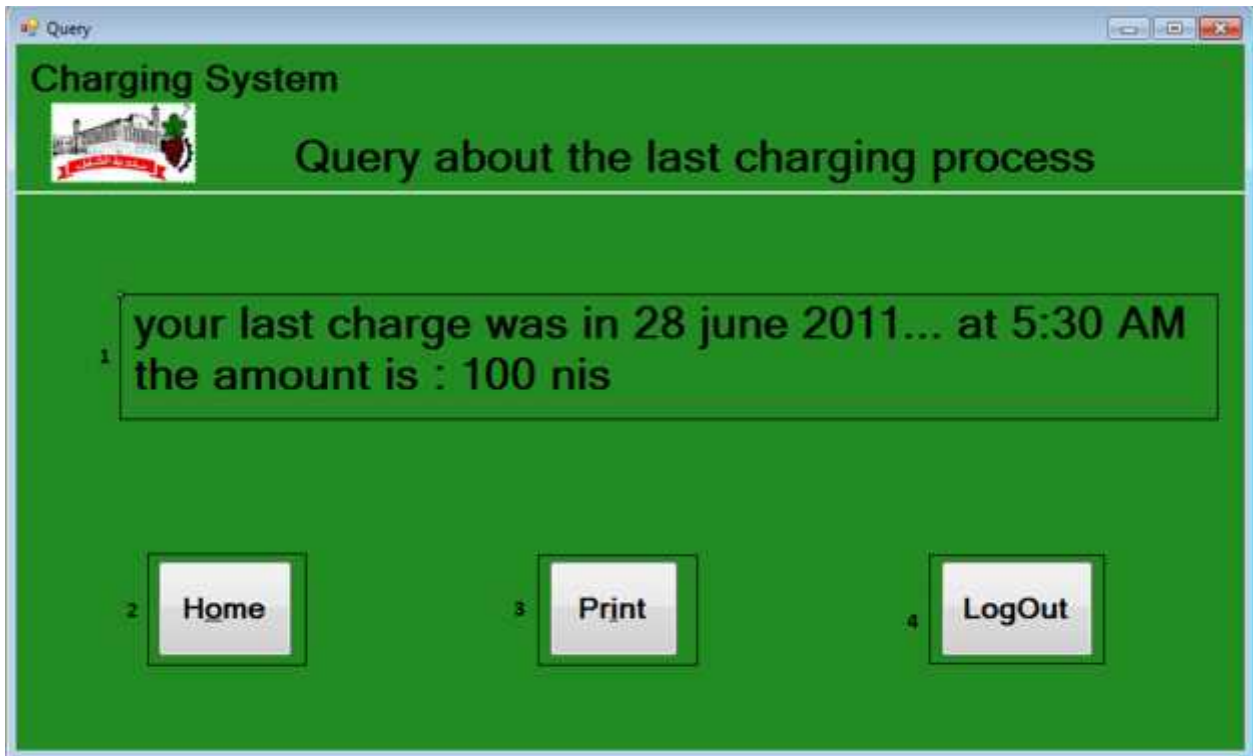 Query
Charging System
Query about the last charging process
1
your last charge was in 28 june 2011... at 5:30 AM
the amount is : 100 nis
2
Home
3
Print
4
LogOut